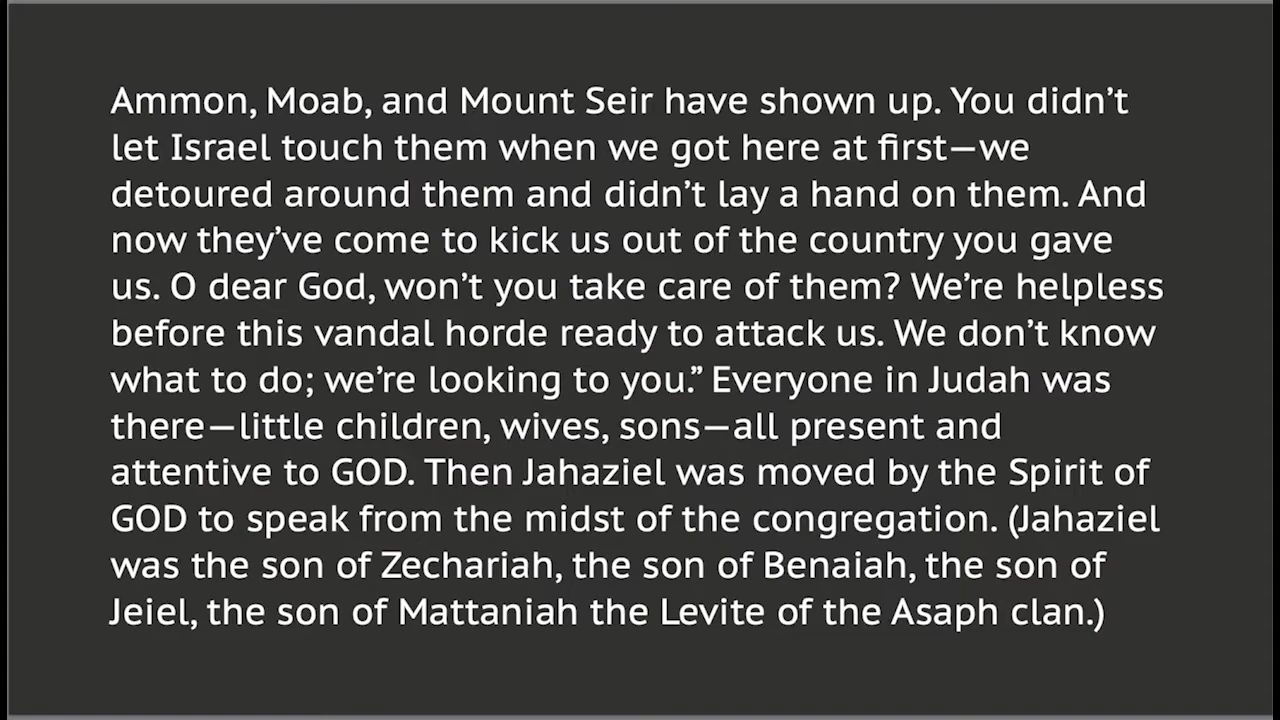 Ammon, Moab, and Mount Seir have shown up. You didn’t
let Israel touch them when we got here at first—we
detoured around them and didn’t lay a hand on them. And
now they’ve come to kick us out of the country you gave
us. O dear God, won’t you take care of them? We’re helpless
before this vandal horde ready to attack us. We don’t know
what to do; we’re looking to you.” Everyone in Judah was
there—little children, wives, sons—all present and
attentive to GOD. Then Jahaziel was moved by the Spirit of
GOD to speak from the midst of the congregation. (Jahaziel
was the son of Zechariah, the son of Benaiah, the son of
Jeiel, the son of Mattaniah the Levite of the Asaph clan.)